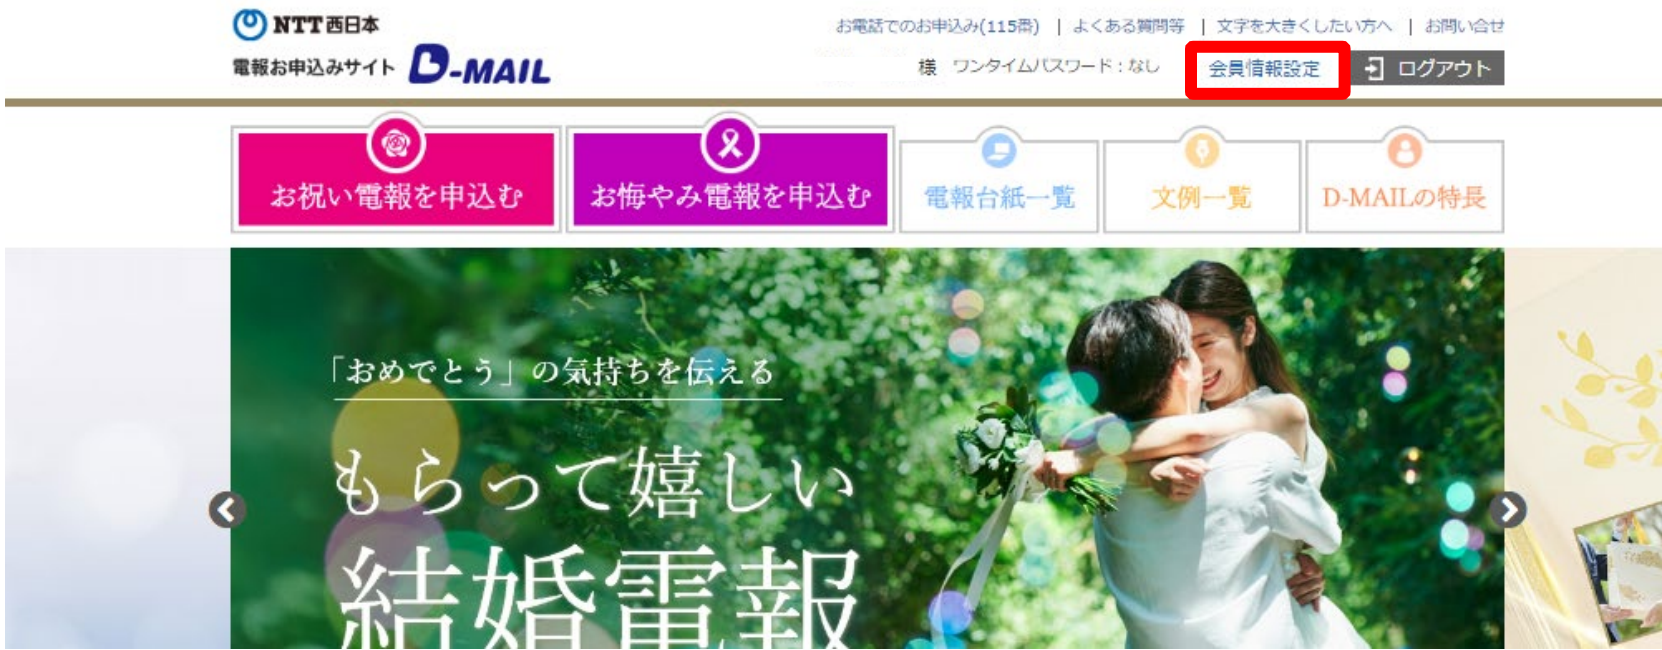 NTT西日本
お電話でのお申込み(115番) | よくある質問等 | 文字を大きくしたい方へ | お問い合せ
電報お申込みサイト D-MAIL
様 ワンタイムパスワード：なし 会員情報設定 ログアウト
お祝い電報を申込む お悔やみ電報を申込む 電報台紙一覧 文例一覧 D-MAILの特長
「おめでとう」の気持ちを伝える
もらって嬉しい
結婚電報